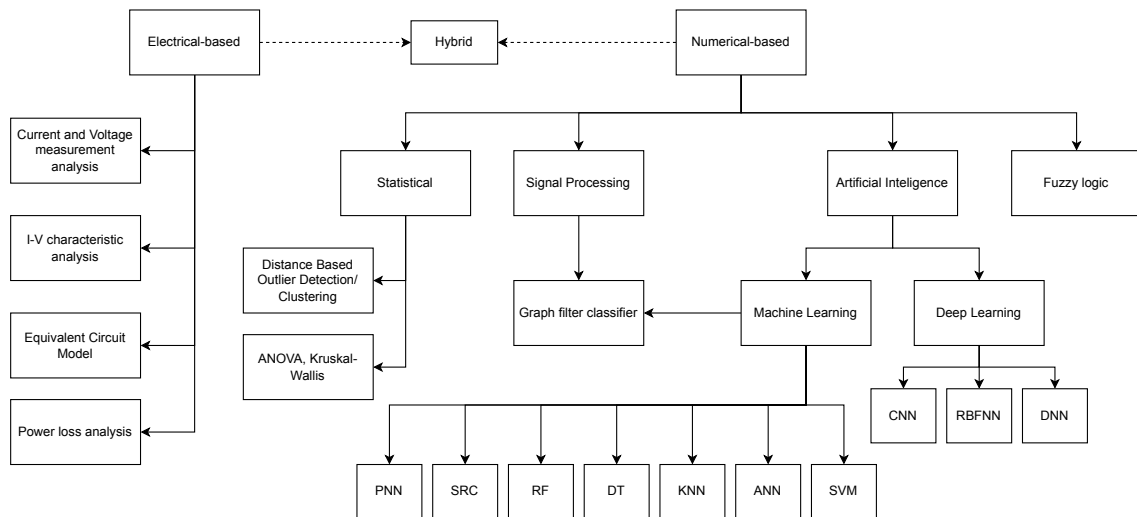 Electrical-based
Hybrid
Numerical-based
Current and Voltage
measurement
analysis
Statistical
Signal Processing
Artificial Inteligence
Fuzzy logic
I-V characteristic
analysis
Distance Based
Outlier Detection/
Clustering
Graph filter classifier
Machine Learning
Deep Learning
Equivalent Circuit
Model
ANOVA, Kruskal-
Wallis
CNN
RBFNN
DNN
Power loss analysis
PNN
SRC
RF
DT
KNN
ANN
SVM